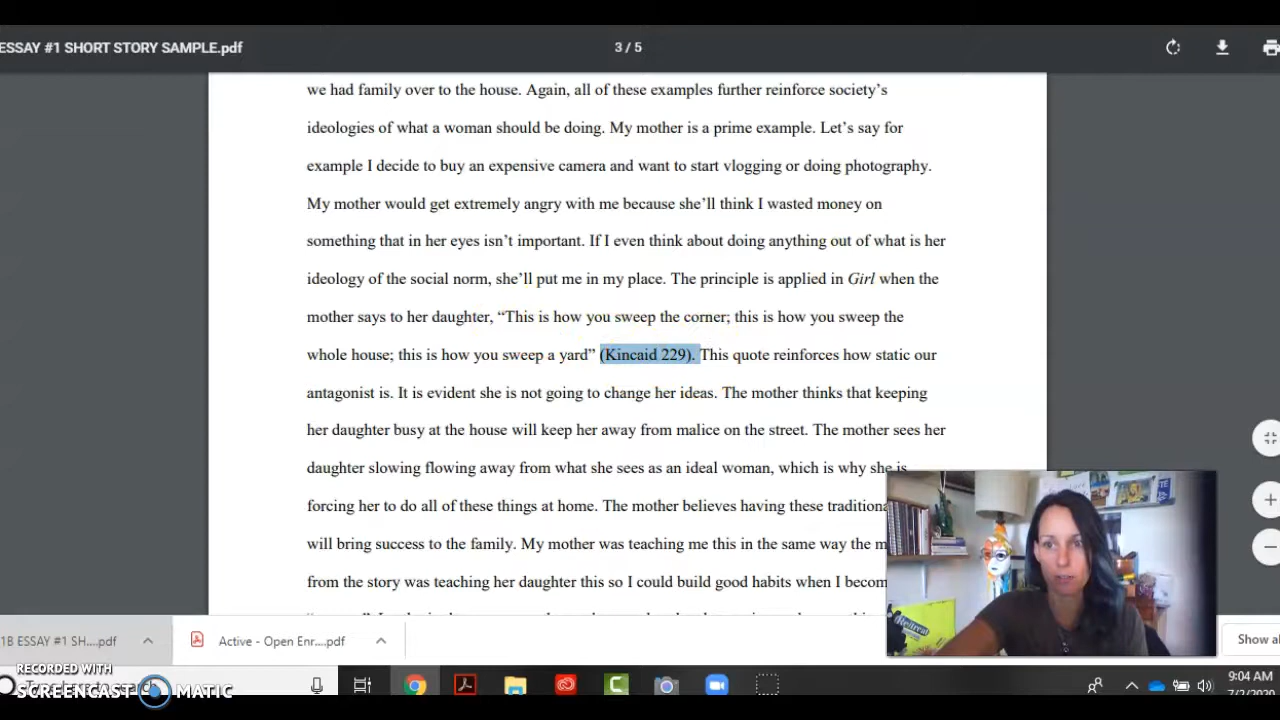 ESSAY #1 SHORT STORY SAMPLE.pdf
3 / 5
we had family over to the house. Again, all of these examples further reinforce society’s
ideologies of what a woman should be doing. My mother is a prime example. Let’s say for
example I decide to buy an expensive camera and want to start vlogging or doing photography.
My mother would get extremely angry with me because she’ll think I wasted money on
something that in her eyes isn’t important. If I even think about doing anything out of what is her
ideology of the social norm, she’ll put me in my place. The principle is applied in Girl when the
mother says to her daughter, “This is how you sweep the corner; this is how you sweep the
whole house; this is how you sweep a yard” (Kincaid 229). This quote reinforces how static our
antagonist is. It is evident she is not going to change her ideas. The mother thinks that keeping
her daughter busy at the house will keep her away from malice on the street. The mother sees her
daughter slowing flowing away from what she sees as an ideal woman, which is why she is
forcing her to do all of these things at home. The mother believes having these traditiona
will bring success to the family. My mother was teaching me this in the same way the m
from the story was teaching her daughter this so I could build good habits when I becom
1B ESSAY #1 SH....pdf
Active - Open Enr....pdf
Show al
RECORDED WITH
SCREENCAST MATIC
9:04 AM
7/2/2020